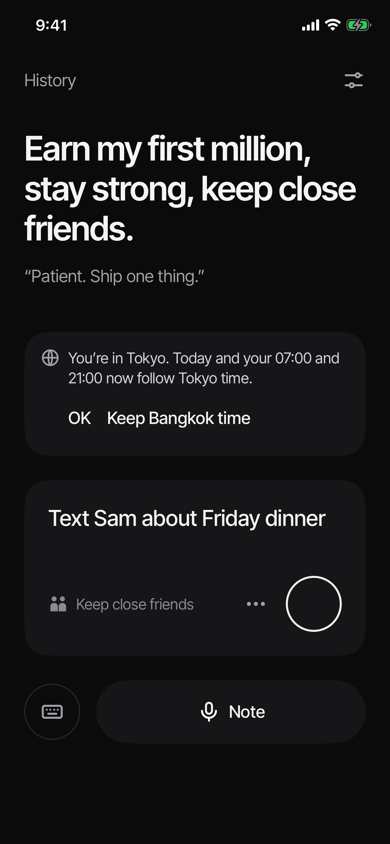 9:41
History
Earn my first million,
stay strong, keep close
friends.
“Patient. Ship one thing.”
You’re in Tokyo. Today and your 07:00 and
21:00 now follow Tokyo time.
OK Keep Bangkok time
Text Sam about Friday dinner
Keep close friends
Note